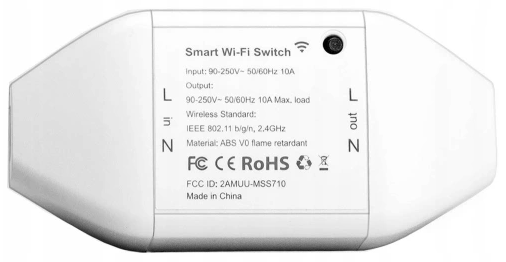 Smart Wi-Fi Switch
Input: 90-250V~ 50/60Hz 10A
Output:
90-250V~ 50/60Hz 10A Max. load
Wireless Standard:
IEEE 802.11 b/g/n, 2,4GHz
Material: ABS V0 flame retardant
FC CE RoHS
FCC ID: 2AMUU-MSS710
Made in China
L
in
N
L
out
N